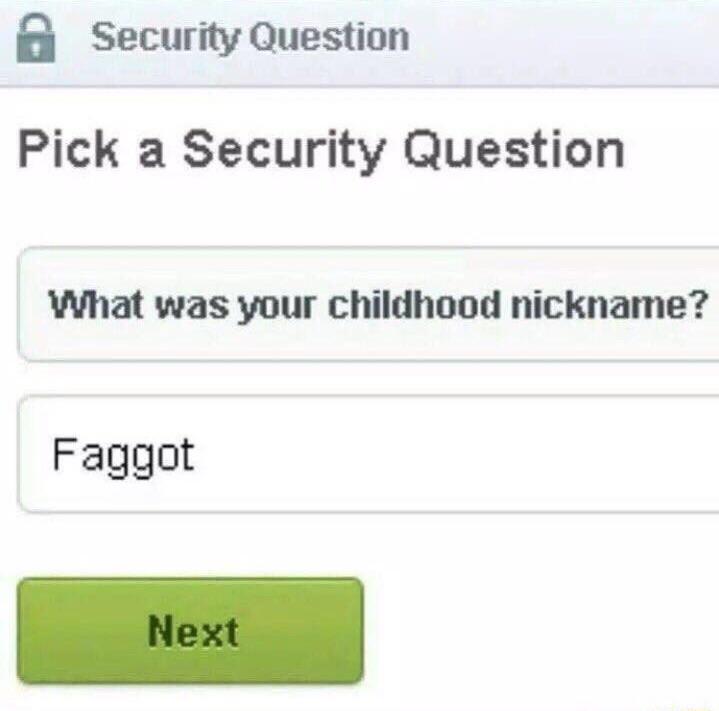 Security Question
Pick a Security Question
What was your childhood nickname?
Faggot
Next